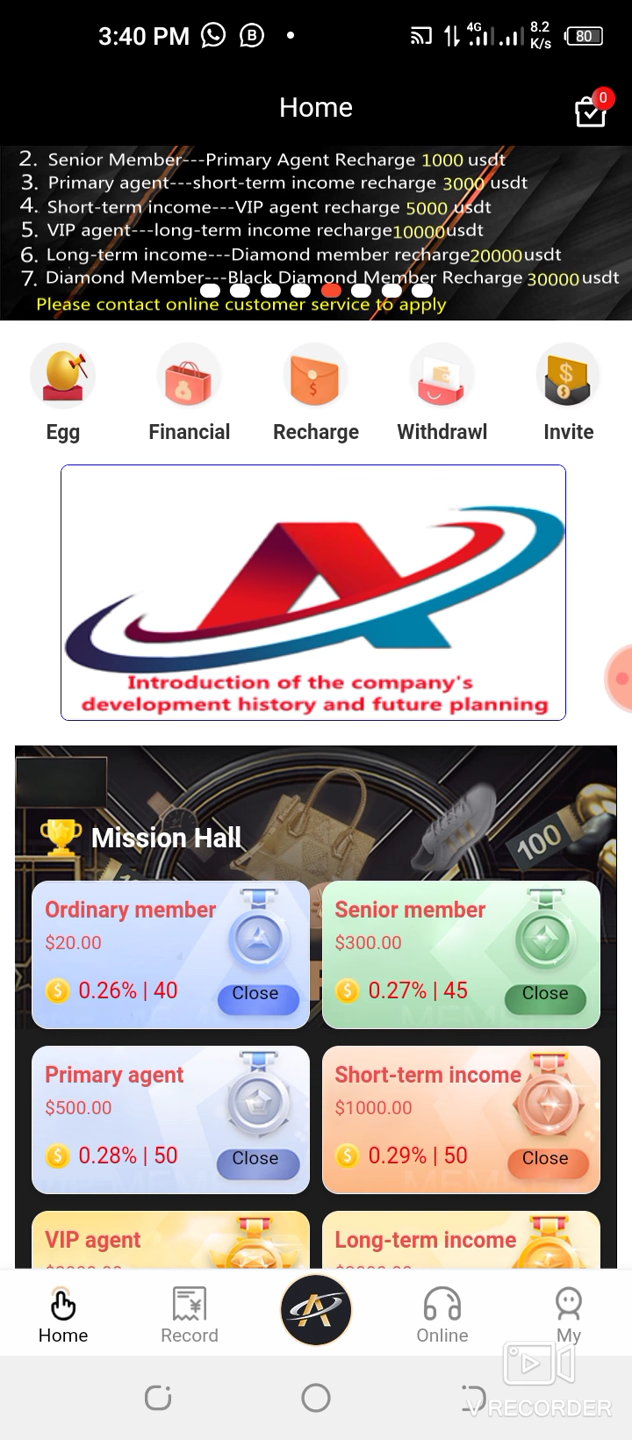 3:40 PM
4G
8.2
K/s
80
Home
0
2. Senior Member---Primary Agent Recharge 1000 usdt
3. Primary agent---short-term income recharge 3000 usdt
4. Short-term income---VIP agent recharge 5000 usdt
5. VIP agent---long-term income recharge10000usdt
6. Long-term income---Diamond member recharge20000usdt
7. Diamond Member---Black Diamond Member Recharge 30000usdt
Please contact online customer service to apply
Egg
Financial
Recharge
Withdrawl
Invite
Introduction of the company's
development history and future planning
Mission Hall
100
Ordinary member
$20.00
0.26% | 40
Close
Senior member
$300.00
0.27% | 45
Close
Primary agent
$500.00
0.28% | 50
Close
Short-term income
$1000.00
0.29% | 50
Close
VIP agent
Long-term income
Home
Record
Online
My
V RECORDER